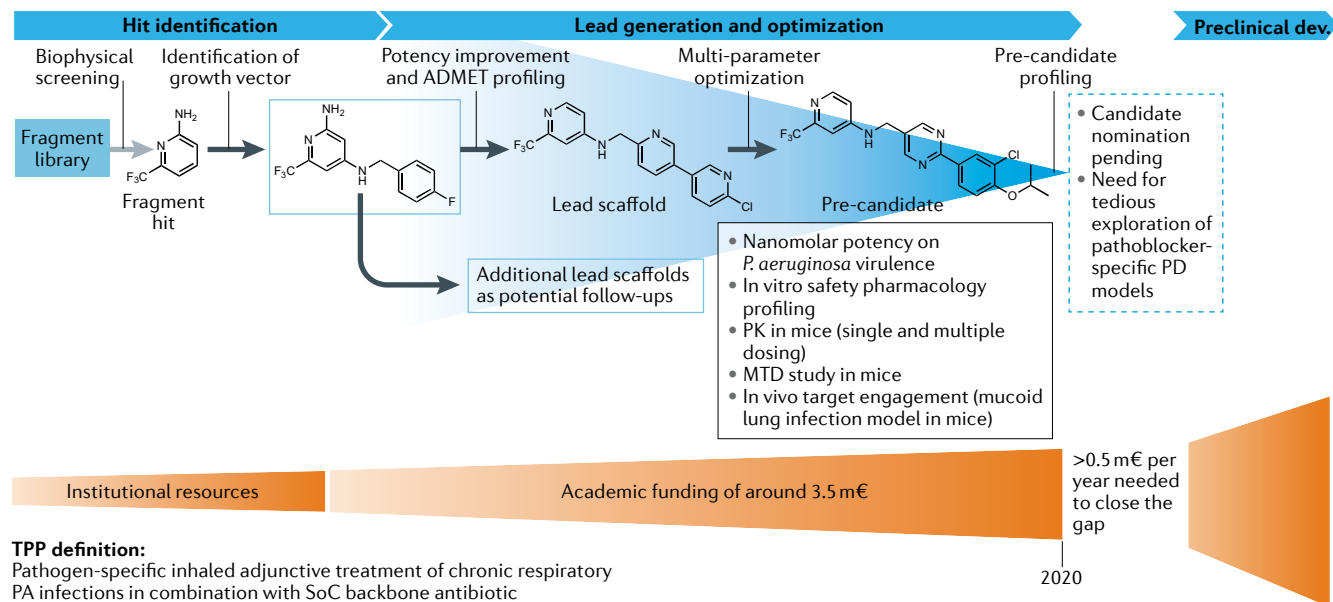 Hit identification
Lead generation and optimization
Preclinical dev.
Biophysical
screening
Identification of
growth vector
Potency improvement
and ADMET profiling
Multi-parameter
optimization
Pre-candidate
profiling
Fragment
library
NH₂
N
F₃C
Fragment
hit
NH₂
N
F₃C
N
H
F
N
F₃C
NH
N
N
Cl
Lead scaffold
N
F₃C
NH
N
N
Cl
O
Pre-candidate
• Candidate
nomination
pending
• Need for
tedious
exploration of
pathoblocker-
specific PD
models
Additional lead scaffolds
as potential follow-ups
• Nanomolar potency on
P. aeruginosa virulence
• In vitro safety pharmacology
profiling
• PK in mice (single and multiple
dosing)
• MTD study in mice
• In vivo target engagement (mucoid
lung infection model in mice)
Institutional resources
Academic funding of around 3.5 m€
>0.5 m€ per
year needed
to close the
gap
2020
TPP definition:
Pathogen-specific inhaled adjunctive treatment of chronic respiratory
PA infections in combination with SoC backbone antibiotic